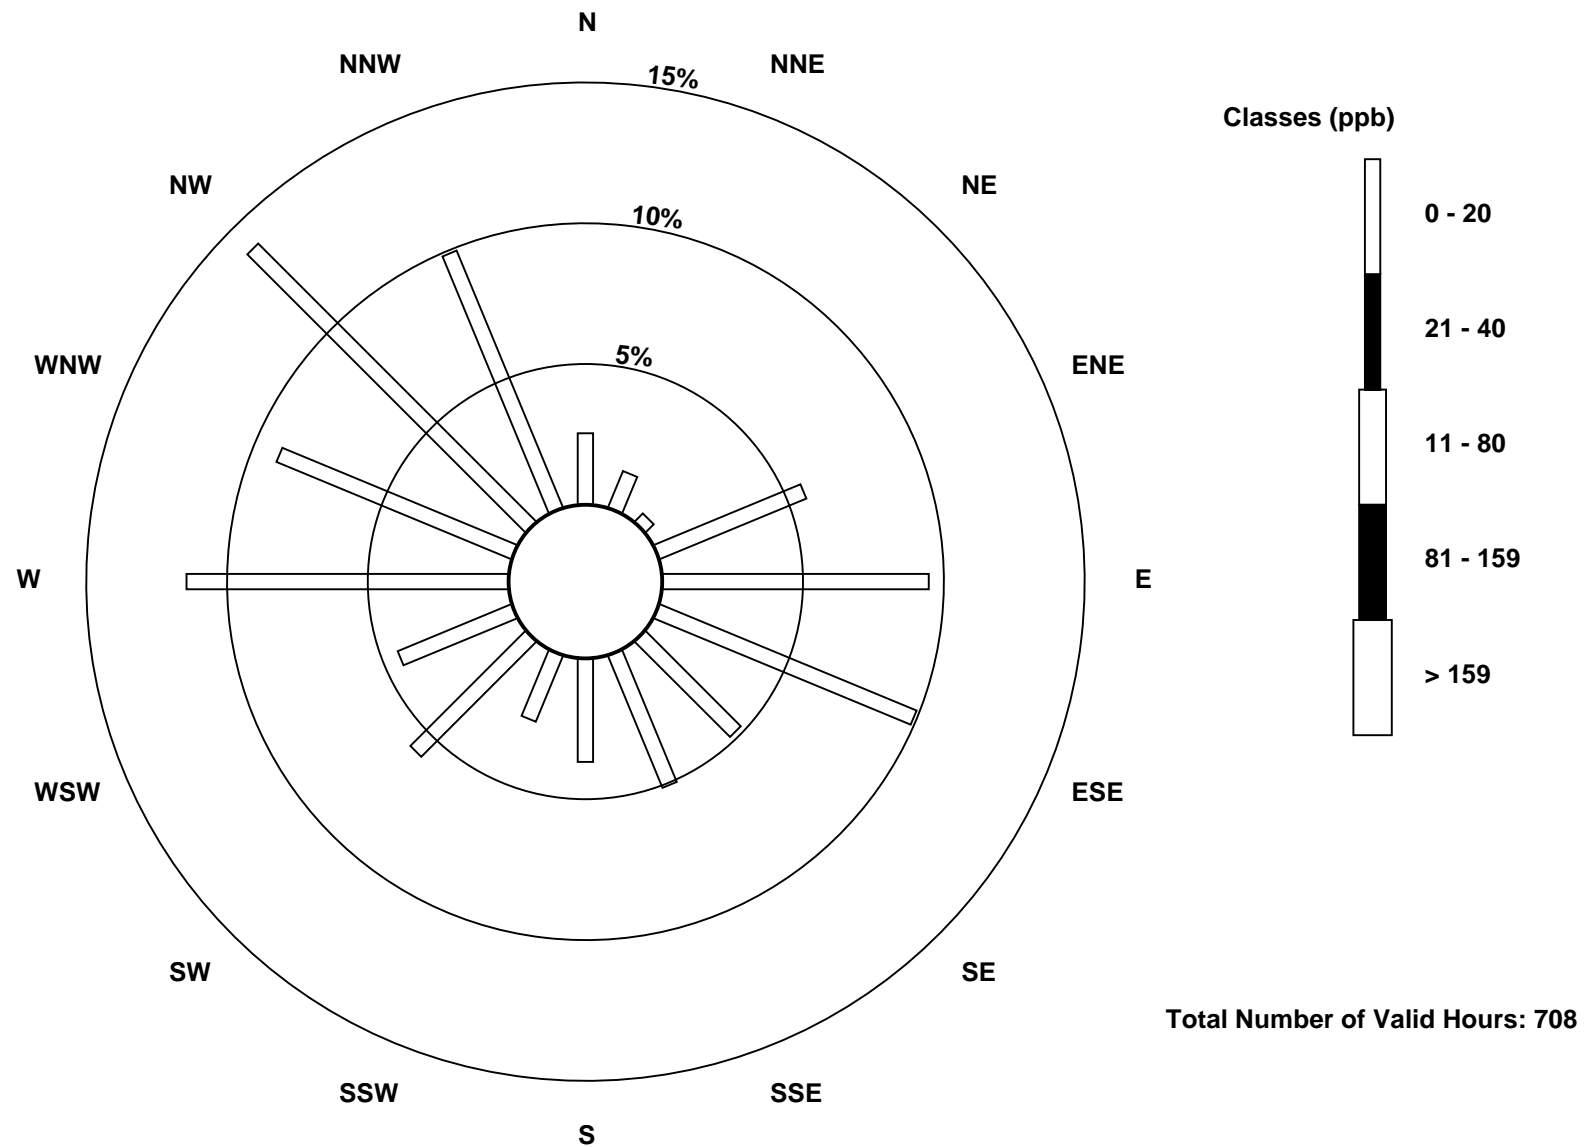 N
NNW
NNE
15%
Classes (ppb)
NW
NE
0 - 20
10%
21 - 40
5%
WNW
ENE
11 - 80
81 - 159
W
E
> 159
WSW
ESE
SW
SE
Total Number of Valid Hours: 708
SSW
SSE
S